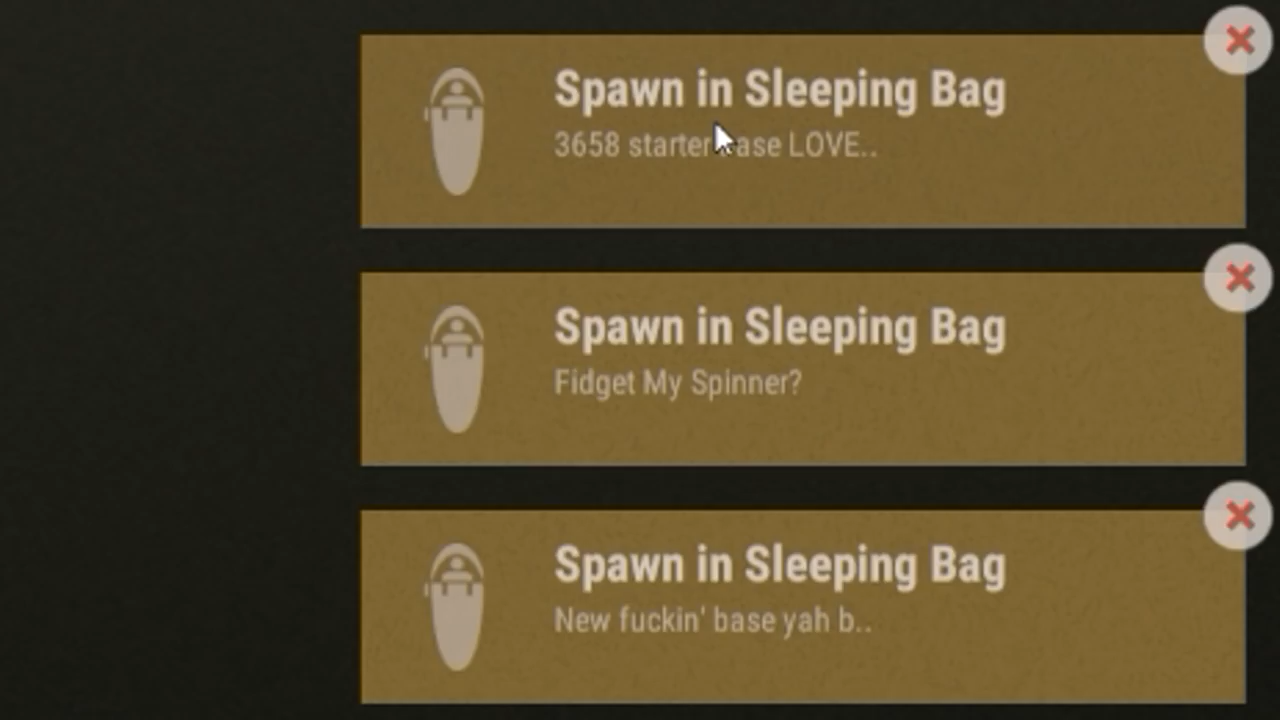 Spawn in Sleeping Bag
3658 starter LOVE..
Spawn in Sleeping Bag
Fidget My Spinner?
Spawn in Sleeping Bag
New fuckin' base yah b..